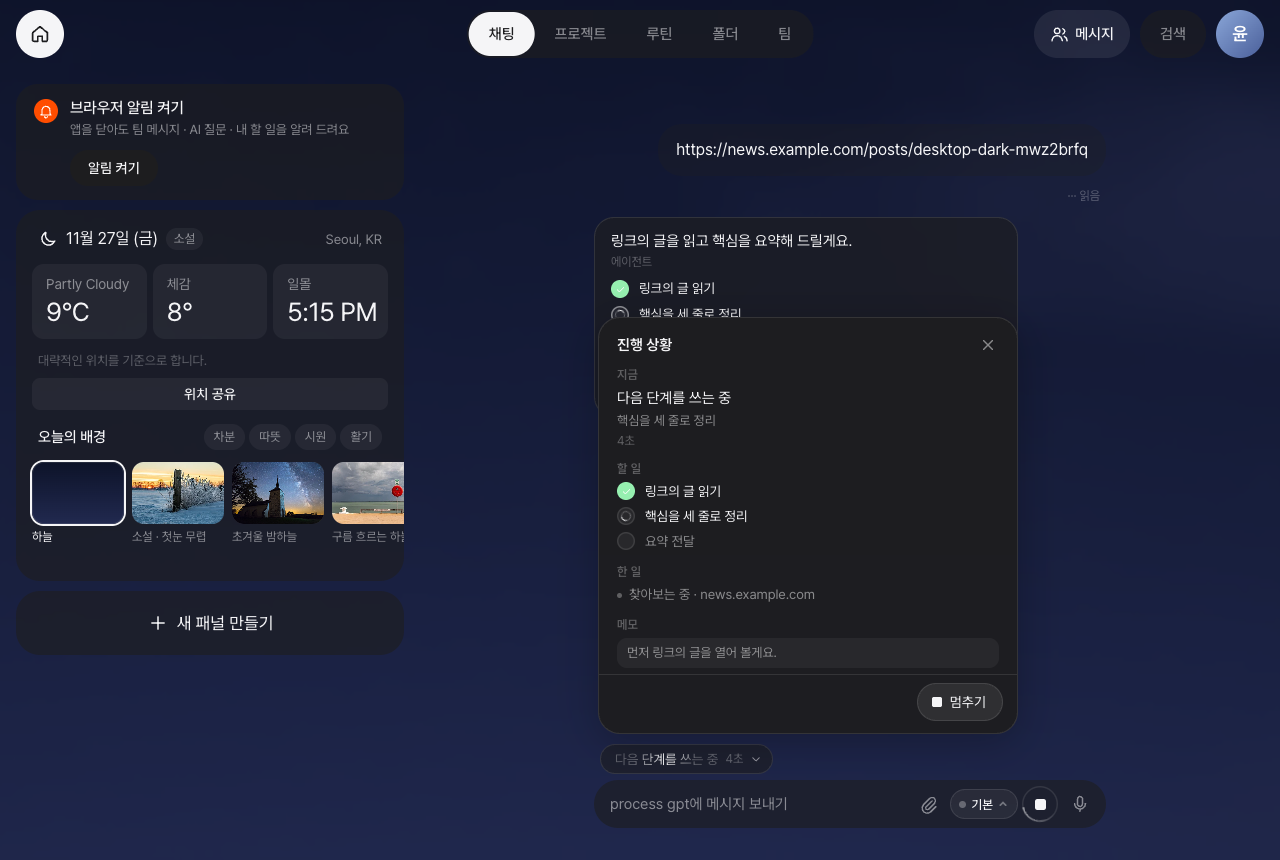 채팅
프로젝트
루틴
폴더
팀
메시지
검색
윤
브라우저 알림 켜기
앱을 닫아도 팀 메시지 · AI 질문 · 내 할 일을 알려 드려요
알림 켜기
11월 27일 (금)
소설
Seoul, KR
Partly Cloudy
9°C
체감
8°
일몰
5:15 PM
대략적인 위치를 기준으로 합니다.
위치 공유
오늘의 배경
차분
따뜻
시원
활기
하늘
소설 · 첫눈 무렵
초겨울 밤하늘
구름 흐르는
새 패널 만들기
https://news.example.com/posts/desktop-dark-mwz2brfq
··· 읽음
링크의 글을 읽고 핵심을 요약해 드릴게요.
에이전트
링크의 글 읽기
핵심을 세 줄로 정리
진행 상황
지금
다음 단계를 쓰는 중
핵심을 세 줄로 정리
4초
할 일
링크의 글 읽기
핵심을 세 줄로 정리
요약 전달
한 일
찾아보는 중 · news.example.com
메모
먼저 링크의 글을 열어 볼게요.
멈추기
다음 단계를 쓰는 중 4초
process gpt에 메시지 보내기
기본